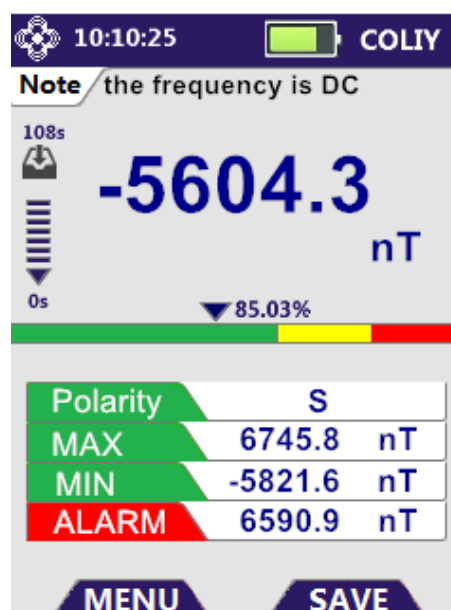 10:10:25 COLIY
Note the frequency is DC
108s
-5604.3
nT
0s
85.03%
Polarity S
MAX 6745.8 nT
MIN -5821.6 nT
ALARM 6590.9 nT
MENU SAVE